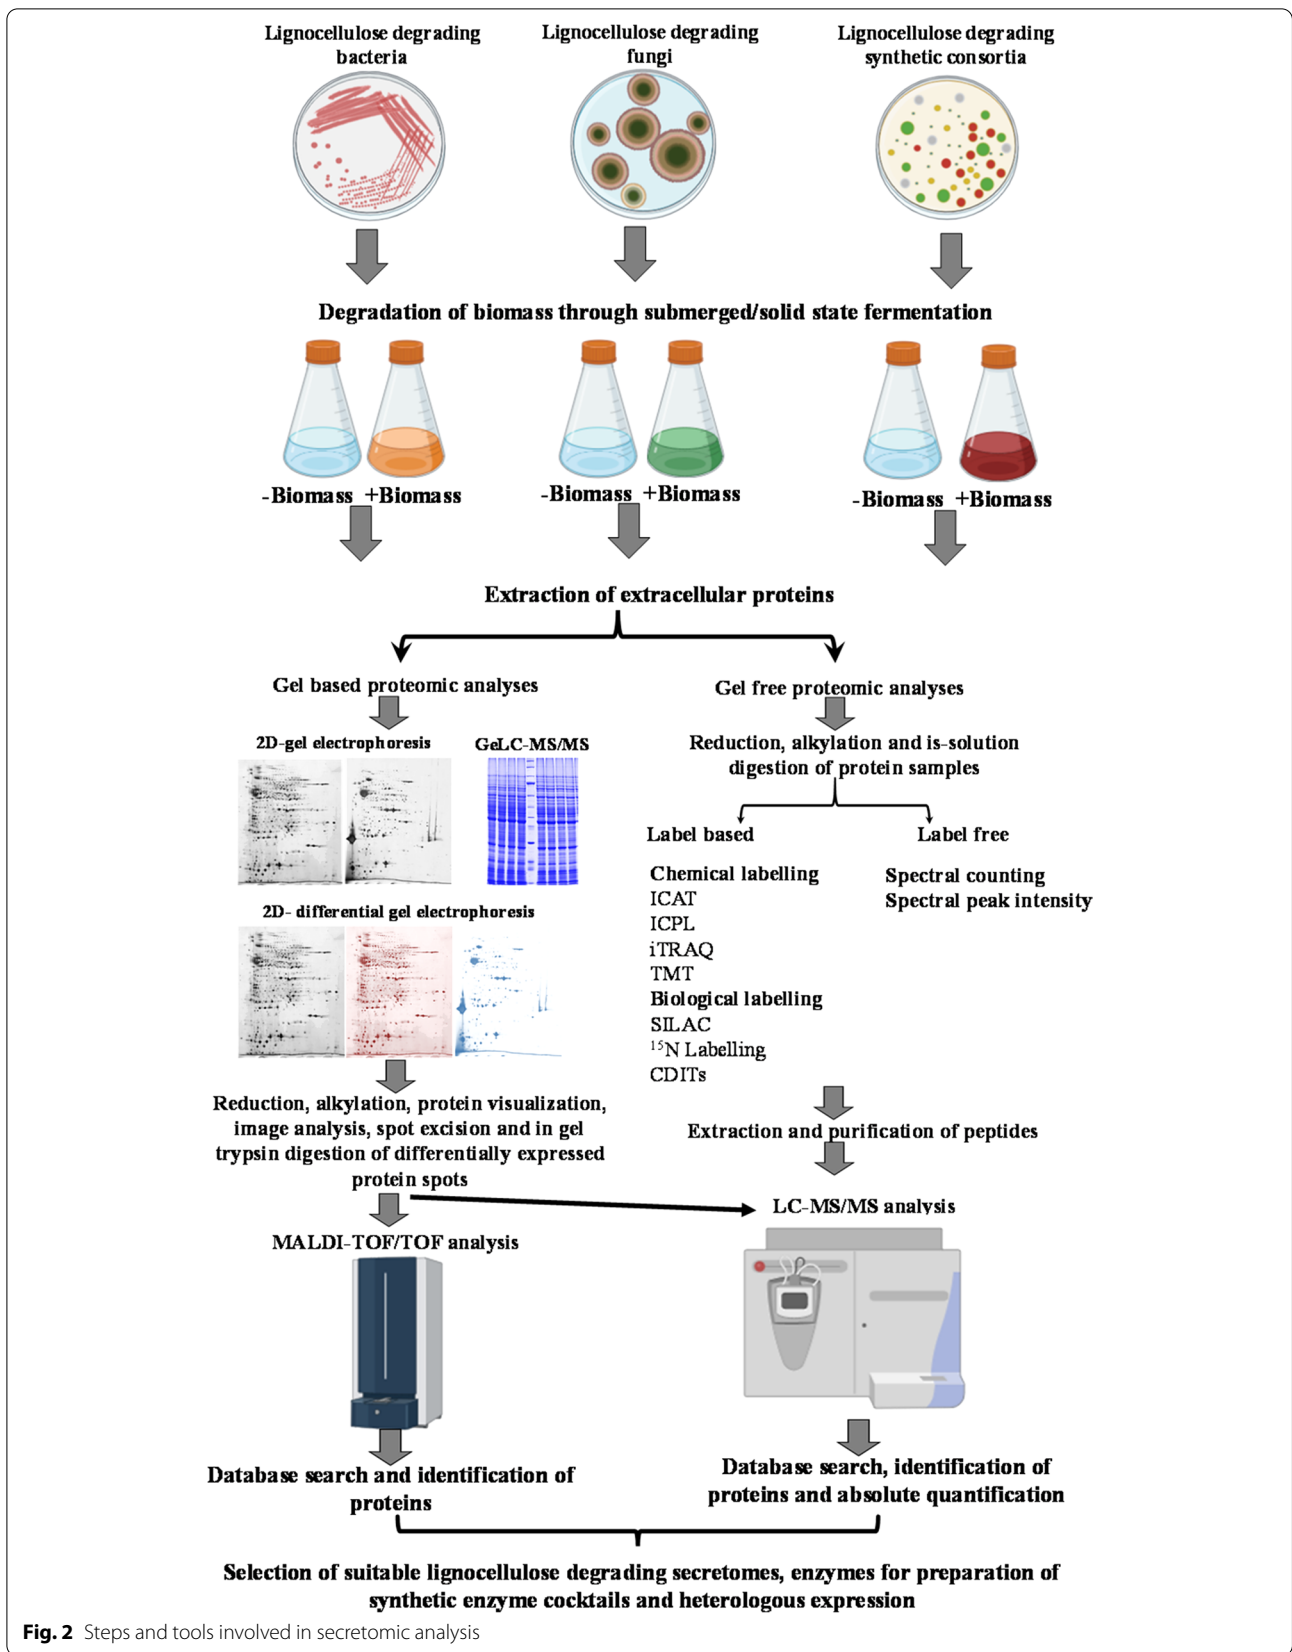 Lignocellulose degrading
bacteria
Lignocellulose degrading
fungi
Lignocellulose degrading
synthetic consortia
Degradation of biomass through submerged/solid state fermentation
-Biomass +Biomass
-Biomass +Biomass
-Biomass +Biomass
Extraction of extracellular proteins
Gel based proteomic analyses
2D-gel electrophoresis
GeLC-MS/MS
2D- differential gel electrophoresis
Reduction, alkylation, protein visualization,
image analysis, spot excision and in gel
trypsin digestion of differentially expressed
protein spots
MALDI-TOF/TOF analysis
Database search and identification of
proteins
Gel free proteomic analyses
Reduction, alkylation and is-solution
digestion of protein samples
Label based
Chemical labelling
ICAT
ICPL
iTRAQ
TMT
Biological labelling
SILAC
¹⁵N Labelling
CDITs
Label free
Spectral counting
Spectral peak intensity
Extraction and purification of peptides
LC-MS/MS analysis
Database search, identification of
proteins and absolute quantification
Selection of suitable lignocellulose degrading secretomes, enzymes for preparation of
synthetic enzyme cocktails and heterologous expression
Fig. 2 Steps and tools involved in secretomic analysis